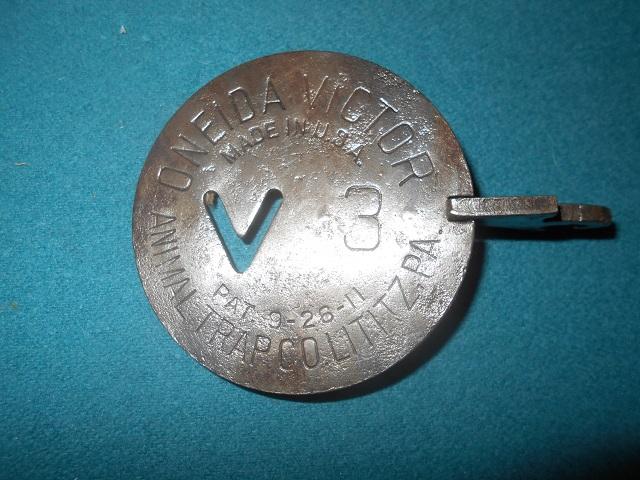 ONEIDA VICTOR
MADE IN U.S.A.
V 3
PAT. 9-26-11
ANIMAL TRAP CO LITITZ, PA.